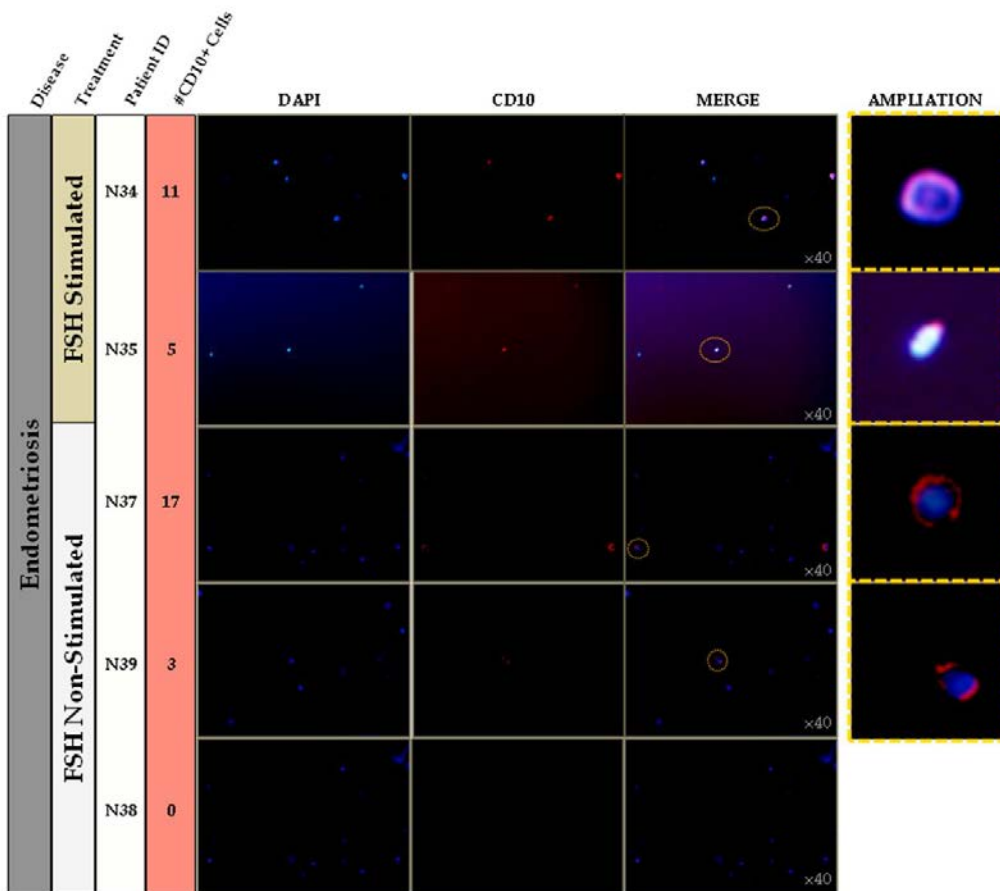 Disease
Treatment
Patient ID
#CD10+ Cells
DAPI
CD10
MERGE
AMPLIATION
Endometriosis
FSH Stimulated
N34
11
×40
N35
5
×40
FSH Non-Stimulated
N37
17
×40
N39
3
×40
N38
0
×40